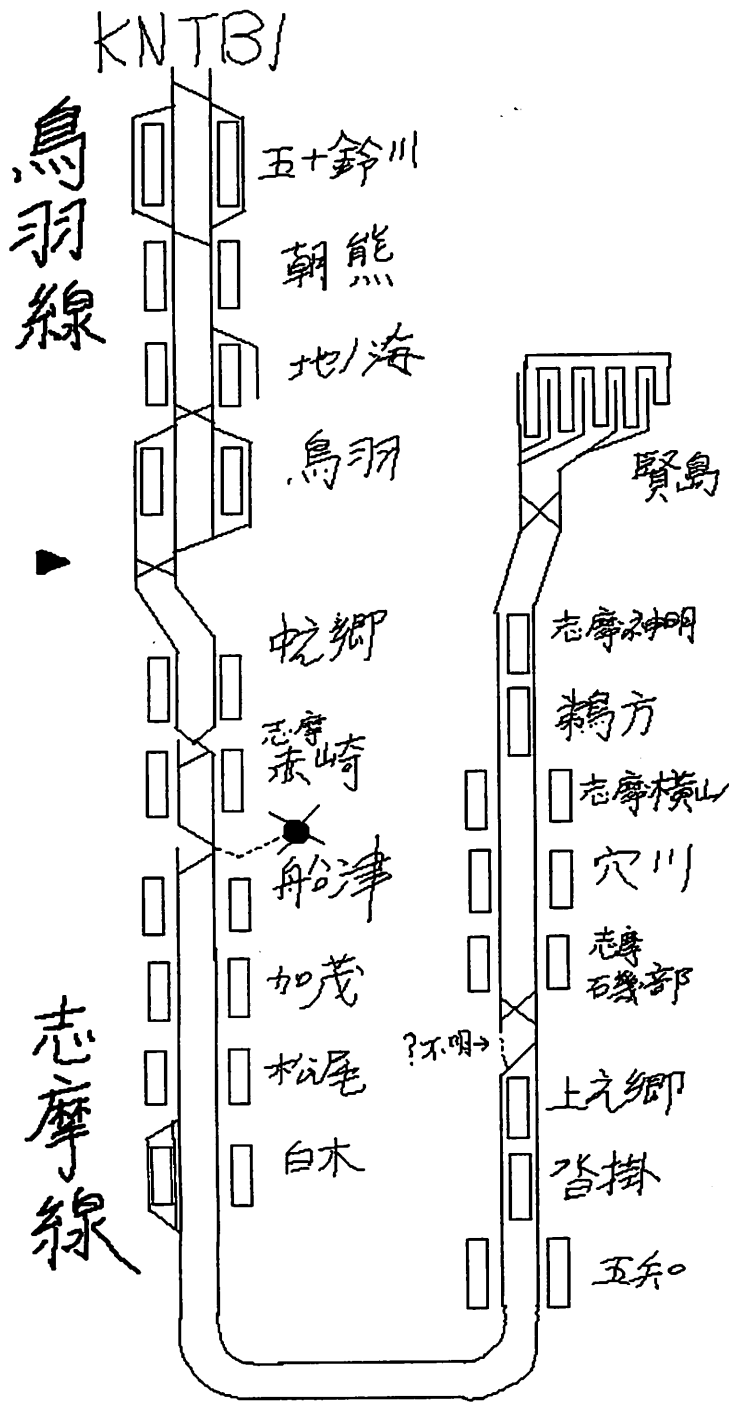 KNTB1
鳥羽線
五十鈴川
朝熊
池ノ浦
鳥羽
中之郷
志摩
赤崎
船津
加茂
松尾
白木
志摩線
賢島
志摩神明
鵜方
志摩横山
穴川
志摩
磯部
?不明→
上之郷
沓掛